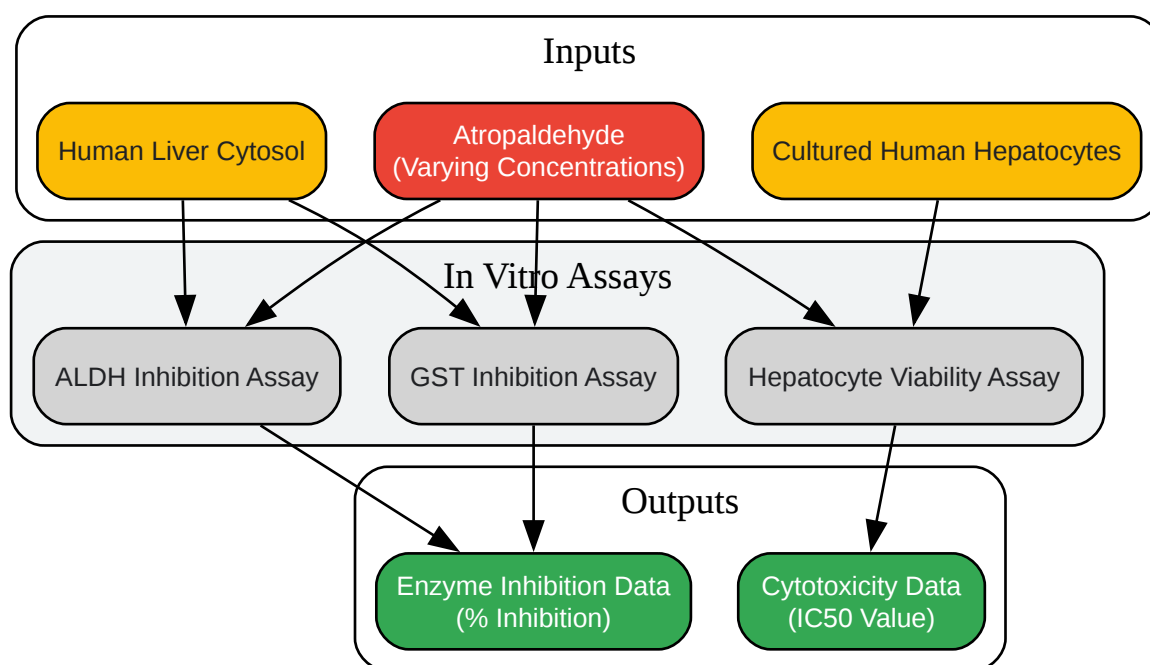 Inputs
Human Liver Cytosol
Atropaldehyde
(Varying Concentrations)
Cultured Human Hepatocytes
In Vitro Assays
ALDH Inhibition Assay
GST Inhibition Assay
Hepatocyte Viability Assay
Outputs
Enzyme Inhibition Data
(% Inhibition)
Cytotoxicity Data
(IC50 Value)